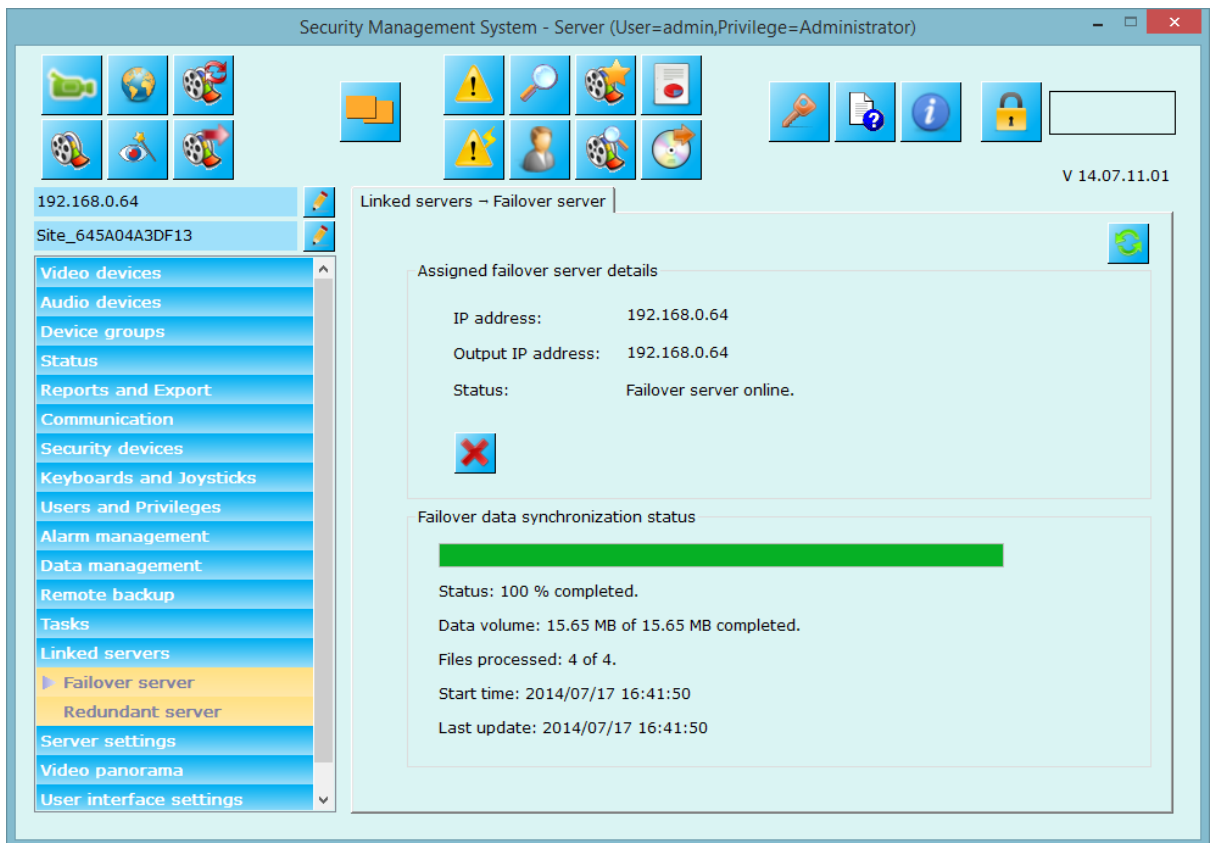 Security Management System - Server (User=admin,Privilege=Administrator)
V 14.07.11.01
192.168.0.64
Site_645A04A3DF13
Video devices
Audio devices
Device groups
Status
Reports and Export
Communication
Security devices
Keyboards and Joysticks
Users and Privileges
Alarm management
Data management
Remote backup
Tasks
Linked servers
Failover server
Redundant server
Server settings
Video panorama
User interface settings
Linked servers → Failover server
Assigned failover server details
IP address: 192.168.0.64
Output IP address: 192.168.0.64
Status: Failover server online.
Failover data synchronization status
Status: 100 % completed.
Data volume: 15.65 MB of 15.65 MB completed.
Files processed: 4 of 4.
Start time: 2014/07/17 16:41:50
Last update: 2014/07/17 16:41:50